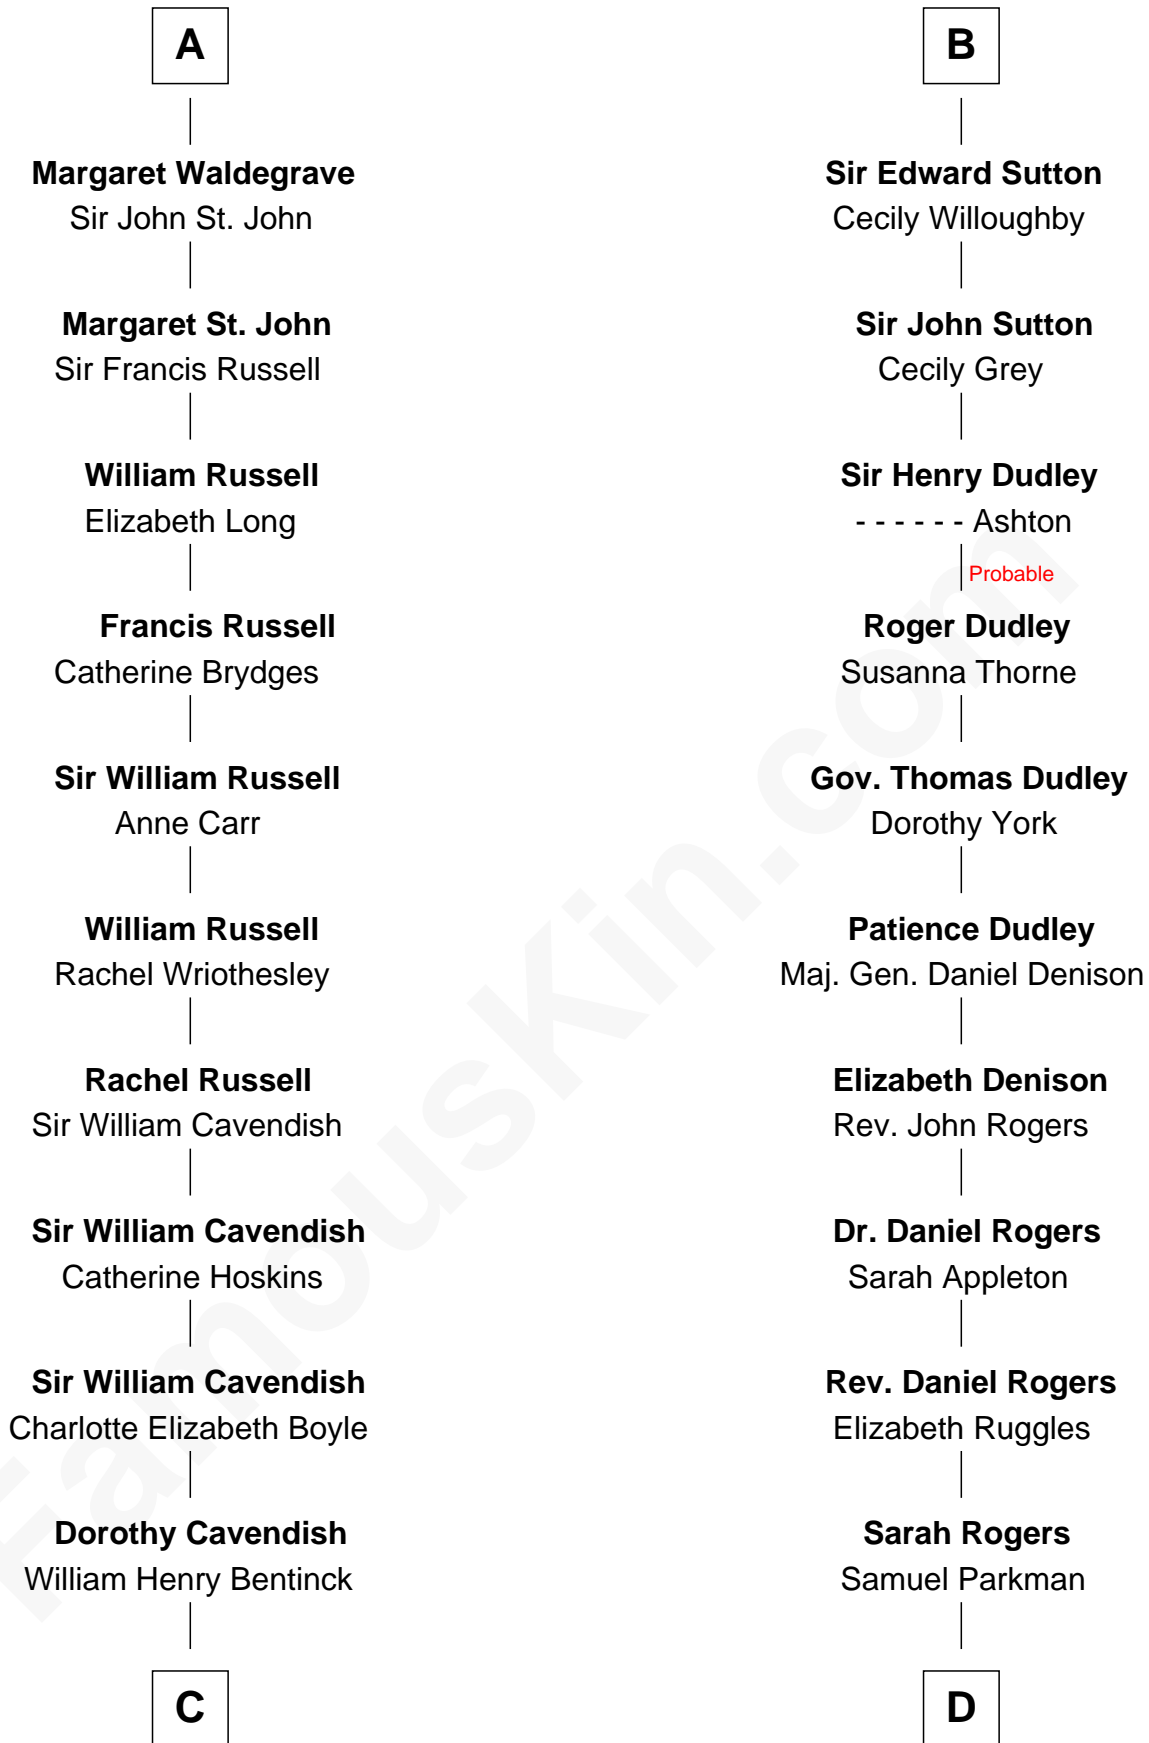 A
Margaret Waldegrave
Sir John St. John
Margaret St. John
Sir Francis Russell
William Russell
Elizabeth Long
Francis Russell
Catherine Brydges
Sir William Russell
Anne Carr
William Russell
Rachel Wriothesley
Rachel Russell
Sir William Cavendish
Sir William Cavendish
Catherine Hoskins
Sir William Cavendish
Charlotte Elizabeth Boyle
Dorothy Cavendish
William Henry Bentinck
C
B
Sir Edward Sutton
Cecily Willoughby
Sir John Sutton
Cecily Grey
Sir Henry Dudley
- - - - - - Ashton
Probable
Roger Dudley
Susanna Thorne
Gov. Thomas Dudley
Dorothy York
Patience Dudley
Maj. Gen. Daniel Denison
Elizabeth Denison
Rev. John Rogers
Dr. Daniel Rogers
Sarah Appleton
Rev. Daniel Rogers
Elizabeth Ruggles
Sarah Rogers
Samuel Parkman
D
FamousKin.com